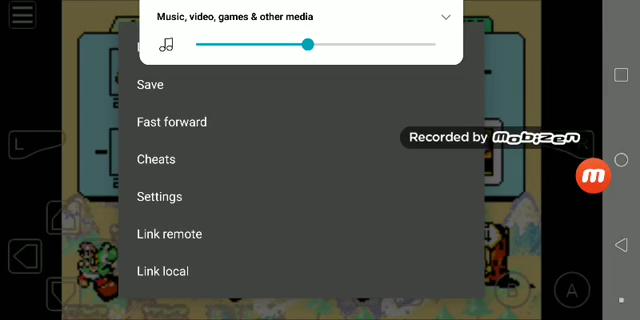 Music, video, games & other media
Save
Fast forward
Recorded by mobizen
Cheats
m
Settings
Link remote
Link local
L
B
A